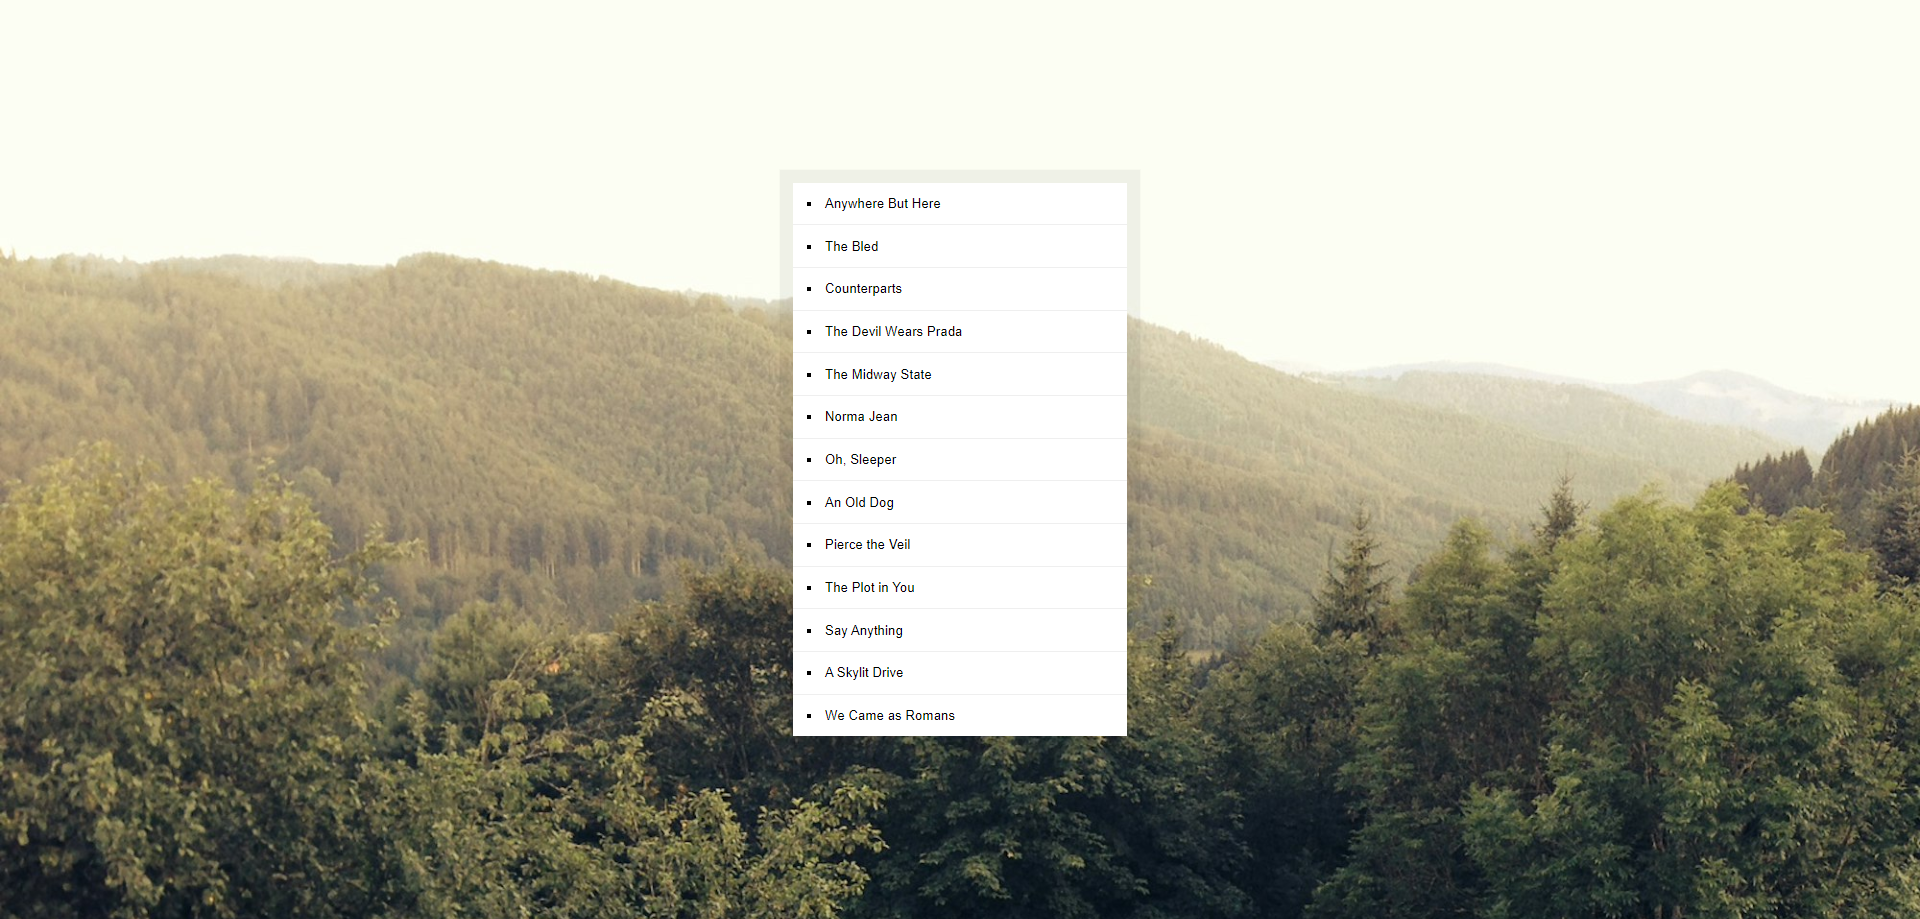 Anywhere But Here
The Bled
Counterparts
The Devil Wears Prada
The Midway State
Norma Jean
Oh, Sleeper
An Old Dog
Pierce the Veil
The Plot in You
Say Anything
A Skylit Drive
We Came as Romans